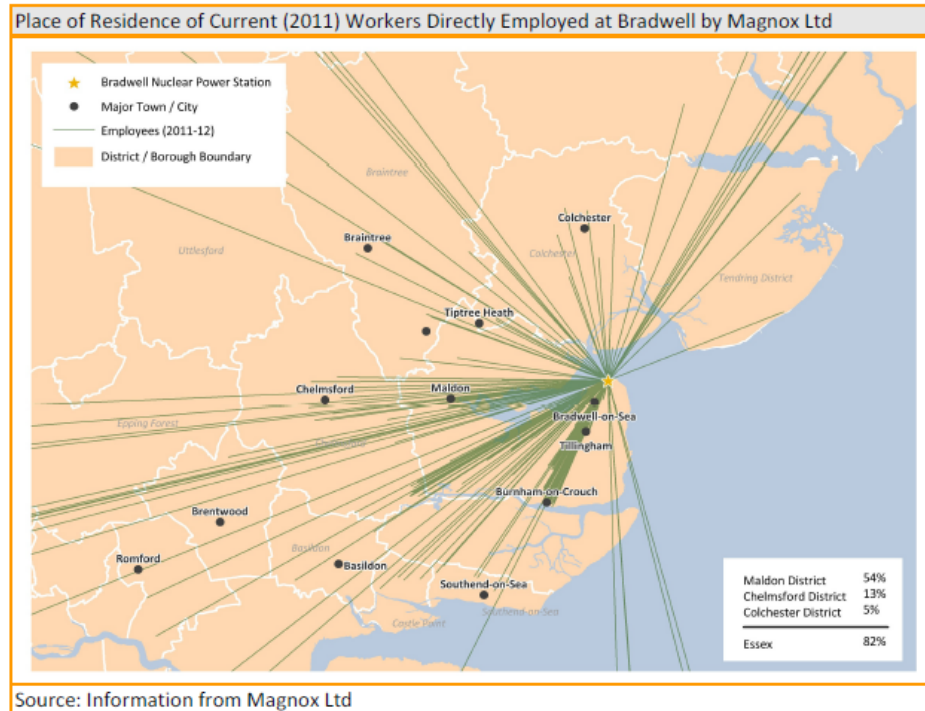 Place of Residence of Current (2011) Workers Directly Employed at Bradwell by Magnox Ltd
Bradwell Nuclear Power Station
Major Town / City
Employees (2011-12)
District / Borough Boundary
Braintree
Colchester
Braintree
Colchester
Uttlesford
Tendring District
Tiptree Heath
Chelmsford
Maldon
Bradwell-on-Sea
Epping Forest
Tillingham
Burnham-on-Crouch
Brentwood
Basildon
Romford
Basildon
Southend-on-Sea
Castle Point
Southend-on-Sea
Maldon District 54%
Chelmsford District 13%
Colchester District 5%
Essex 82%
Source: Information from Magnox Ltd